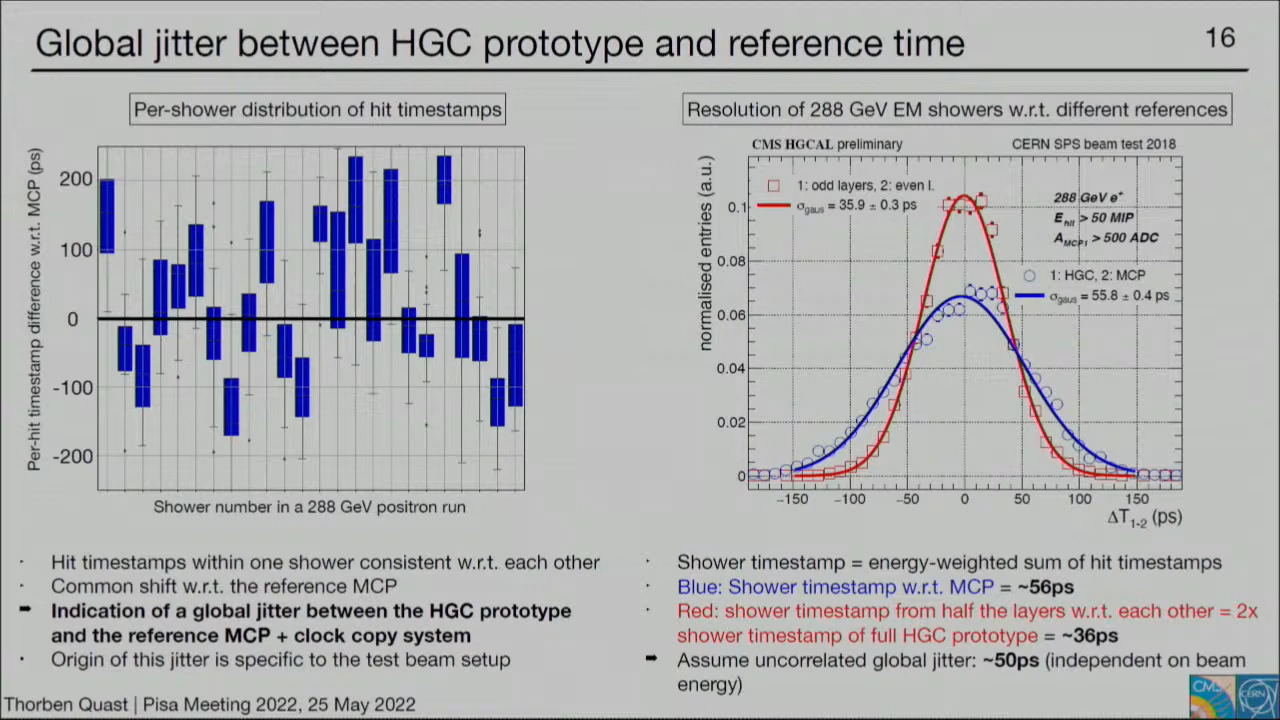 Global jitter between HGC prototype and reference time
16
Per-shower distribution of hit timestamps
Per-hit timestamp difference w.r.t. MCP (ps)
200
100
0
-100
-200
Shower number in a 288 GeV positron run
· Hit timestamps within one shower consistent w.r.t. each other
· Common shift w.r.t. the reference MCP
➡ Indication of a global jitter between the HGC prototype
and the reference MCP + clock copy system
· Origin of this jitter is specific to the test beam setup
Resolution of 288 GeV EM showers w.r.t. different references
CMS HGCAL preliminary
CERN SPS beam test 2018
normalised entries (a.u.)
0.1
0.08
0.06
0.04
0.02
0
1: odd layers, 2: even l.
σgaus = 35.9 ± 0.3 ps
288 GeV e+
Ehit > 50 MIP
AMCP1 > 500 ADC
1: HGC, 2: MCP
σgaus = 55.8 ± 0.4 ps
−150 −100 −50 0 50 100 150
ΔT1-2 (ps)
· Shower timestamp = energy-weighted sum of hit timestamps
· Blue: Shower timestamp w.r.t. MCP = ~56ps
· Red: shower timestamp from half the layers w.r.t. each other = 2x
shower timestamp of full HGC prototype = ~36ps
➡ Assume uncorrelated global jitter: ~50ps (independent on beam
energy)
Thorben Quast | Pisa Meeting 2022, 25 May 2022
CMS
CERN